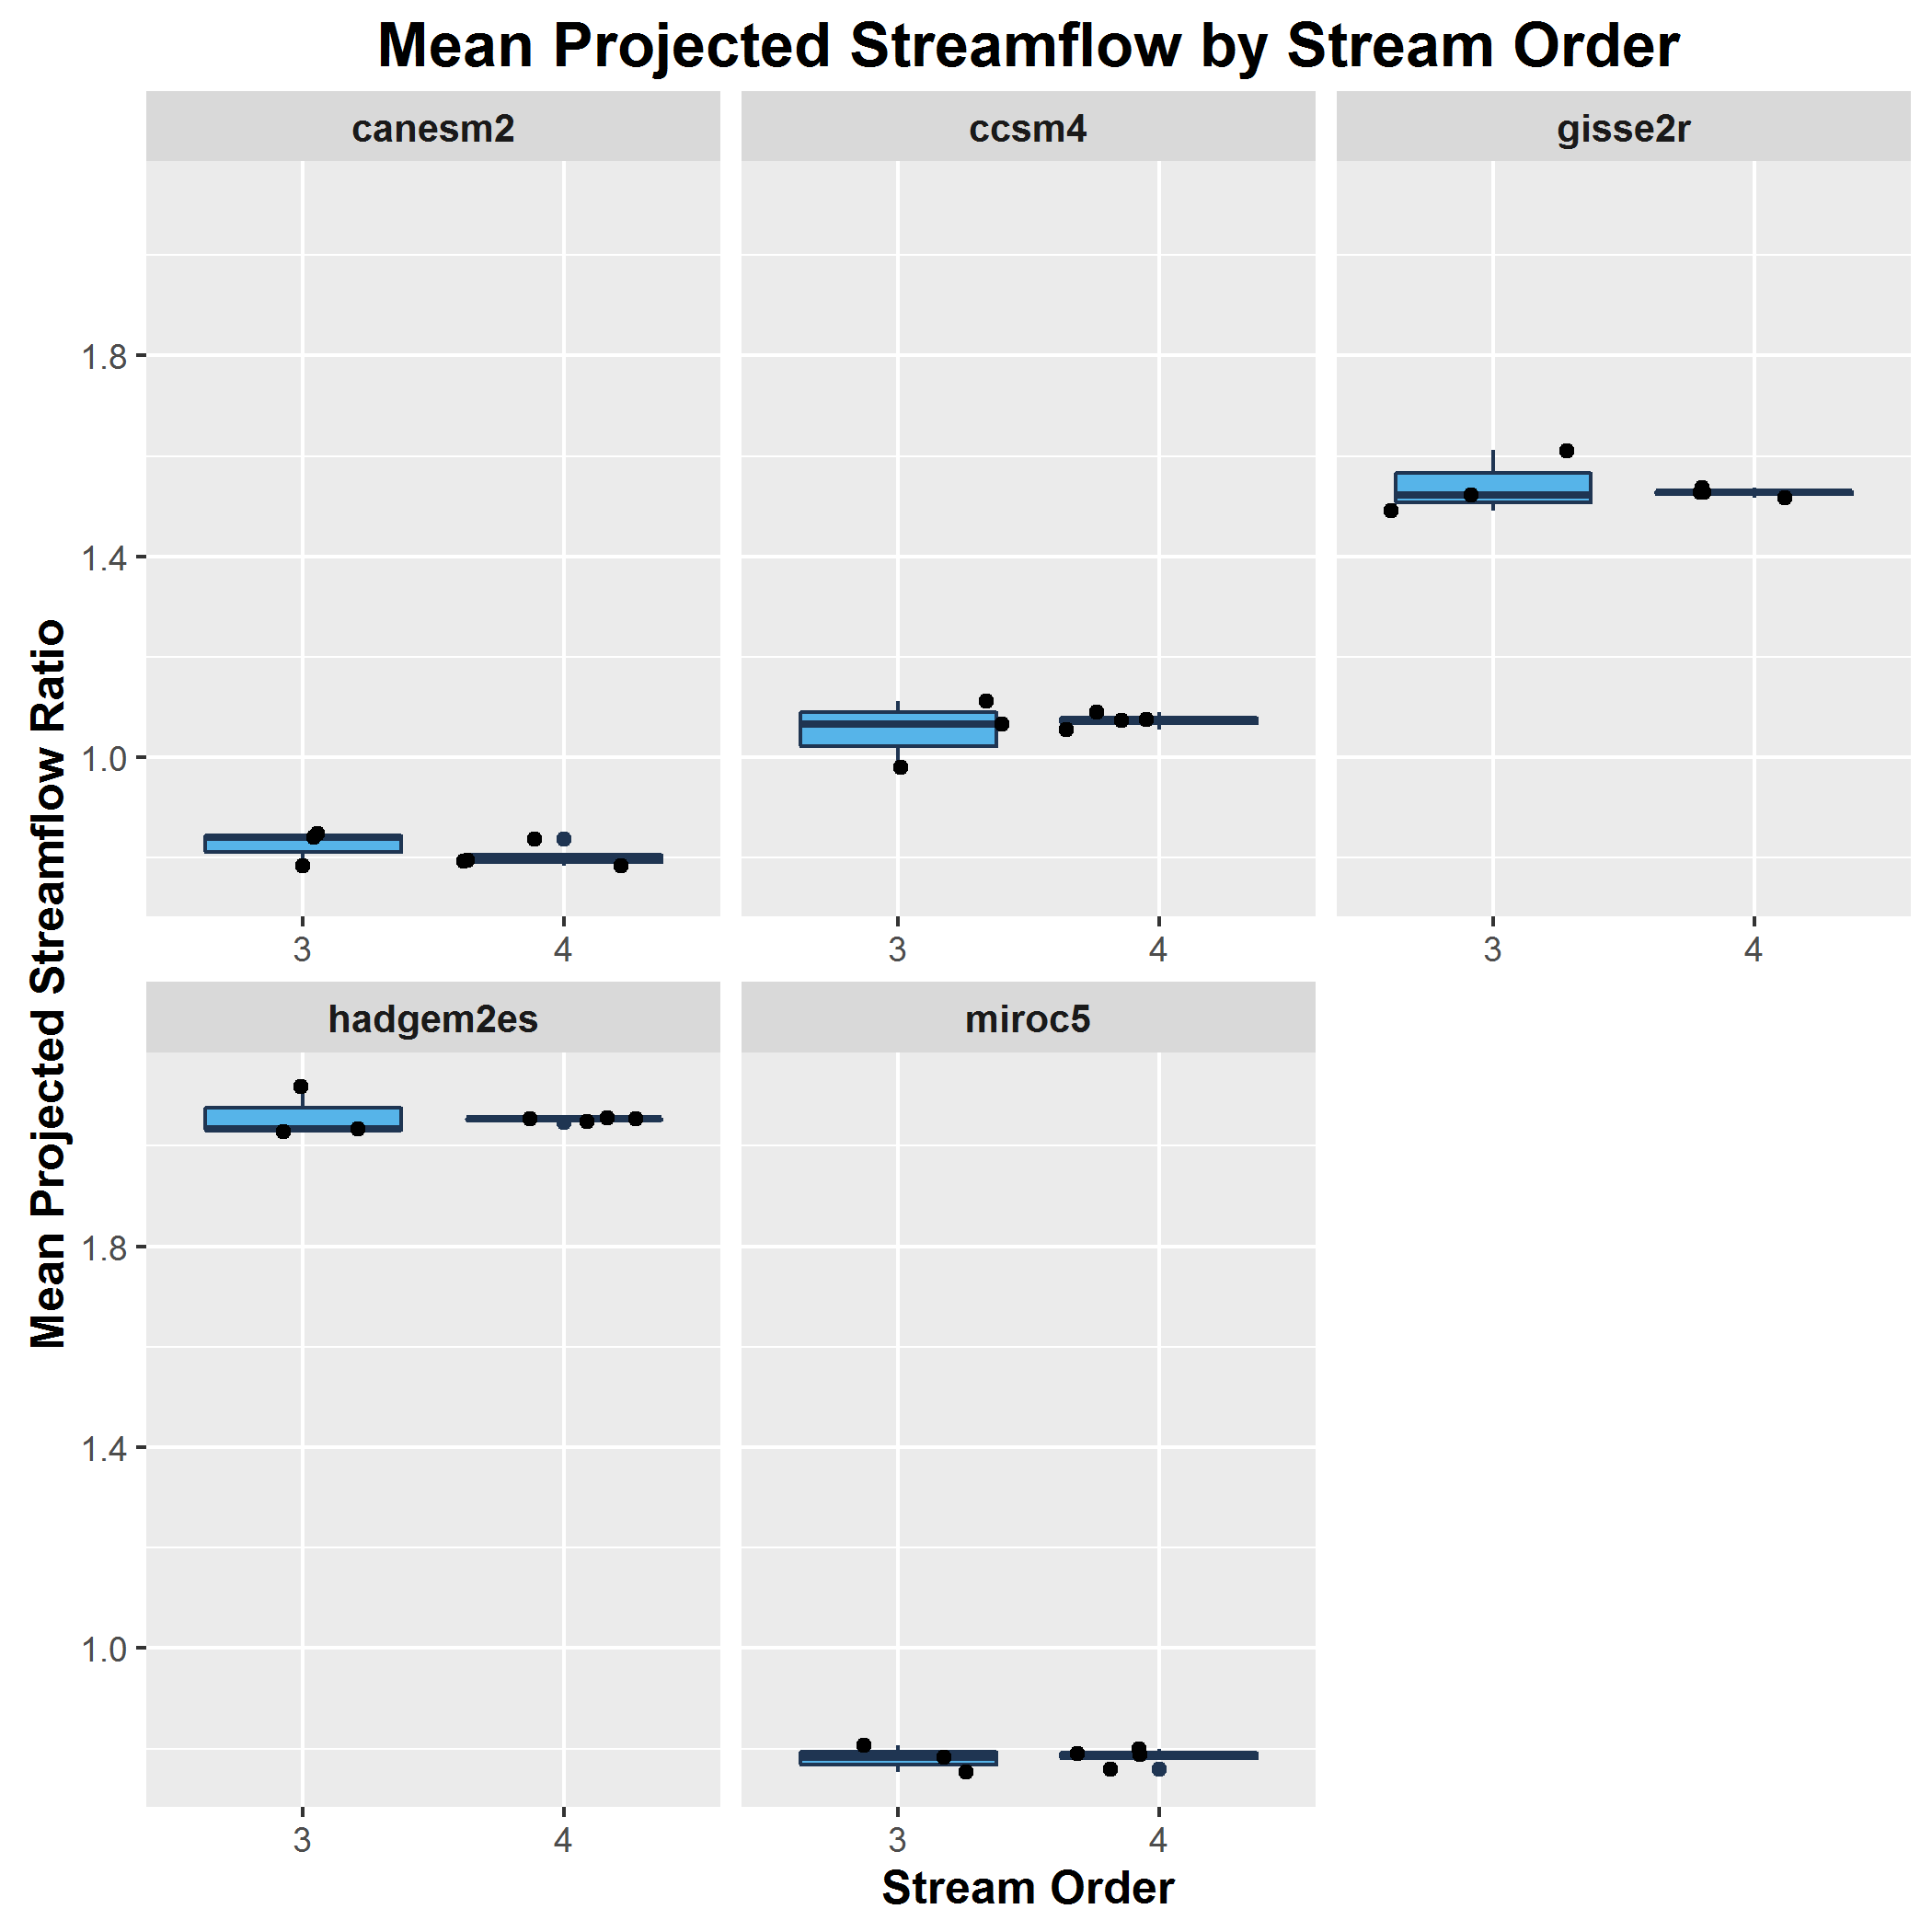 Mean Projected Streamflow by Stream Order
canesm2
ccsm4
gisse2r
1.8
1.4
1.0
3 4
3 4
3 4
Mean Projected Streamflow Ratio
hadgem2es
miroc5
1.8
1.4
1.0
3 4
3 4
Stream Order